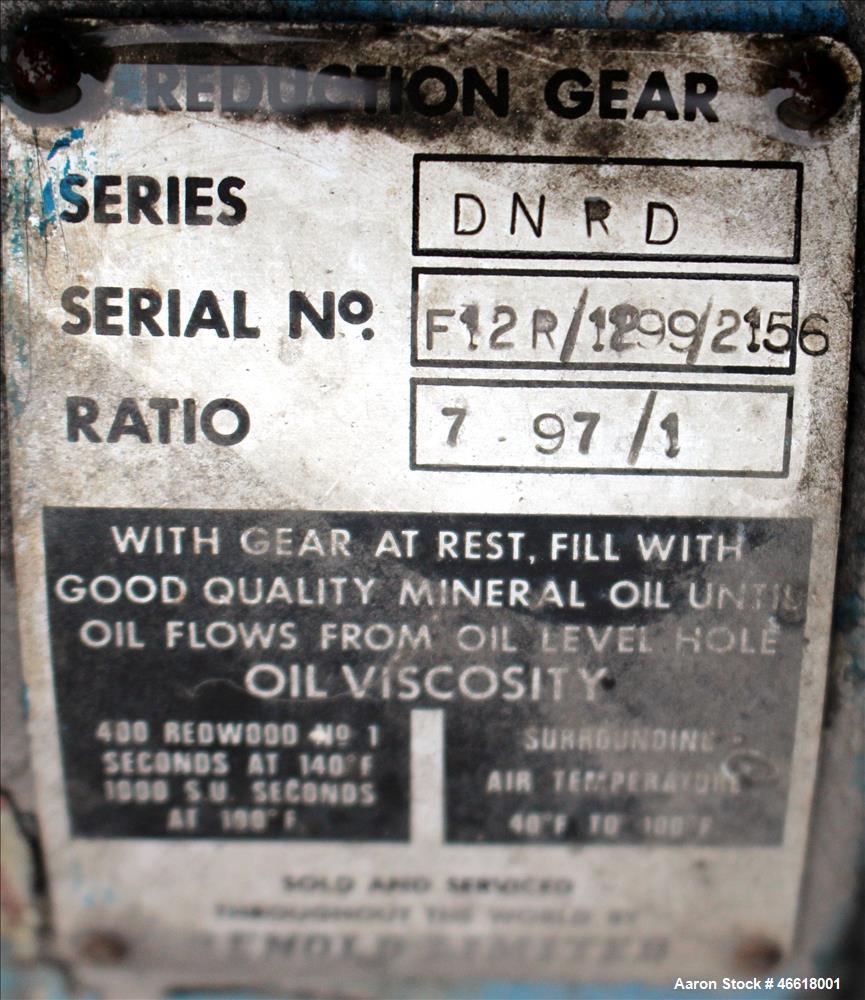 REDUCTION GEAR
SERIES DNRD
SERIAL No. F12R/1299/2156
RATIO 7.97/1
WITH GEAR AT REST, FILL WITH
GOOD QUALITY MINERAL OIL UNTIL
OIL FLOWS FROM OIL LEVEL HOLE
OIL VISCOSITY
400 REDWOOD No 1
SECONDS AT 140°F
1000 S.U. SECONDS
AT 100°F
SURROUNDING
AIR TEMPERATURE
40°F TO 100°F
SOLD AND SERVICED
THROUGHOUT THE WORLD BY
LIMITED
Aaron Stock # 46618001